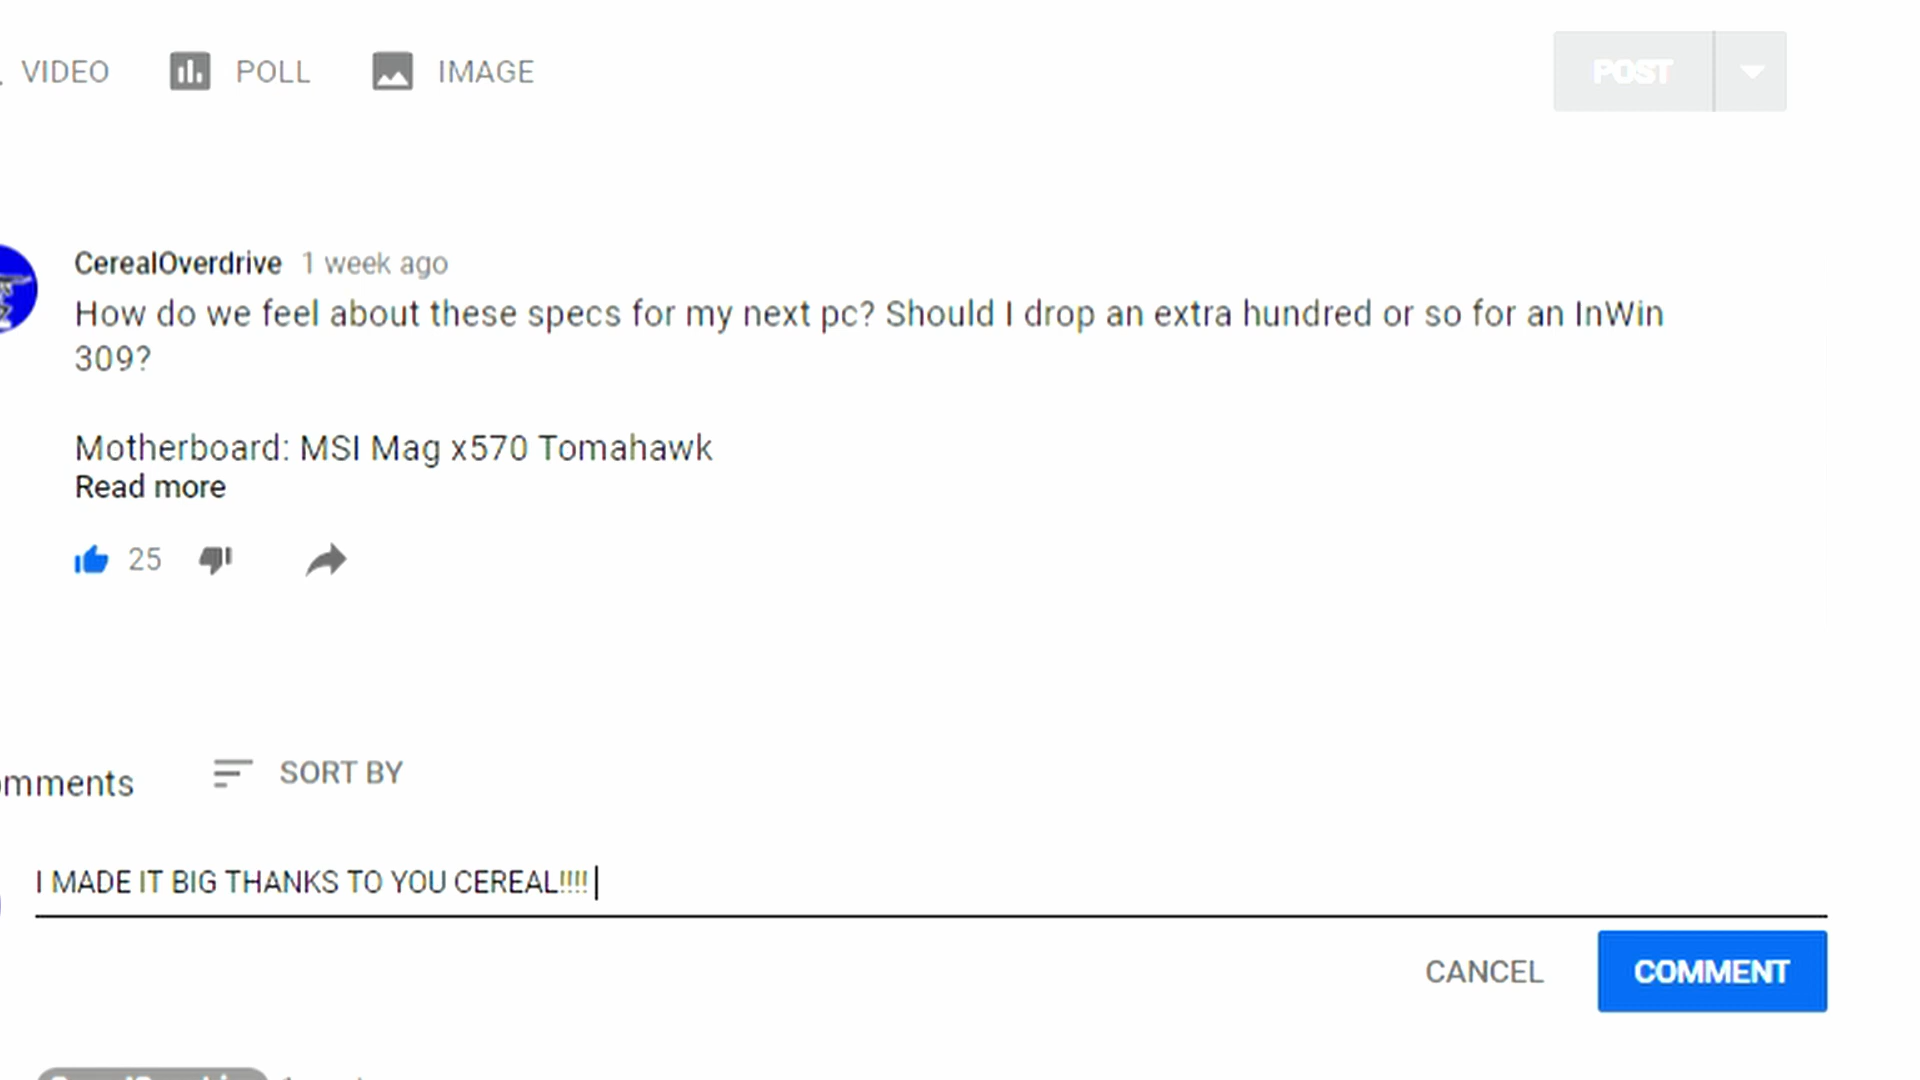 VIDEO POLL IMAGE POST
CerealOverdrive 1 week ago
How do we feel about these specs for my next pc? Should I drop an extra hundred or so for an InWin
309?
Motherboard: MSI Mag x570 Tomahawk
Read more
25
omments SORT BY
I MADE IT BIG THANKS TO YOU CEREAL!!!!
CANCEL COMMENT